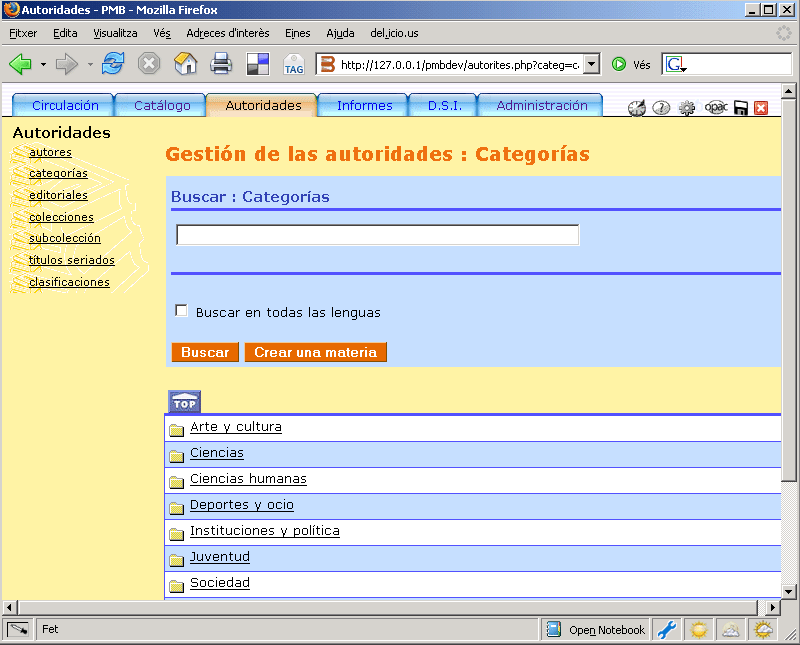 Autoridades - PMB - Mozilla Firefox
Fitxer Edita Visualitza Vés Adreces d'interès Eines Ajuda del.icio.us
TAG http://127.0.0.1/pmbdev/autorites.php?categ=c Vés G
Circulación Catálogo Autoridades Informes D.S.I. Administración opac
Autoridades
autores
categorías
editoriales
colecciones
subcolección
títulos seriados
clasificaciones
Gestión de las autoridades : Categorías
Buscar : Categorías
Buscar en todas las lenguas
Buscar Crear una materia
TOP
Arte y cultura
Ciencias
Ciencias humanas
Deportes y ocio
Instituciones y política
Juventud
Sociedad
Fet Open Notebook